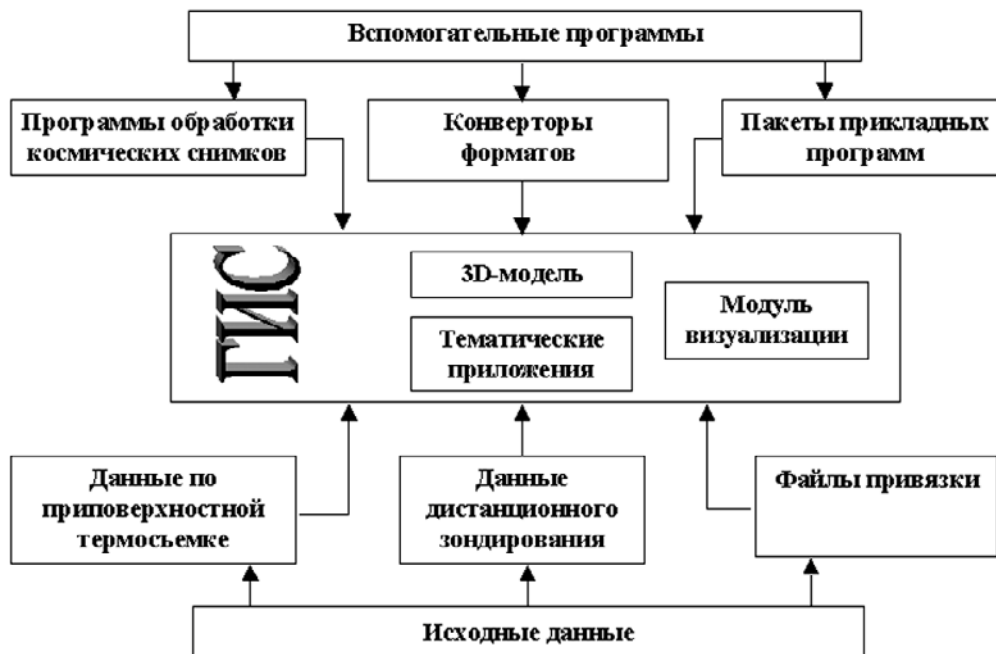 Вспомогательные программы
Программы обработки
космических снимков
Конверторы
форматов
Пакеты прикладных
программ
ГИС
3D-модель
Тематические
приложения
Модуль
визуализации
Данные по
приповерхностной
термосъемке
Данные
дистанционного
зондирования
Файлы привязки
Исходные данные